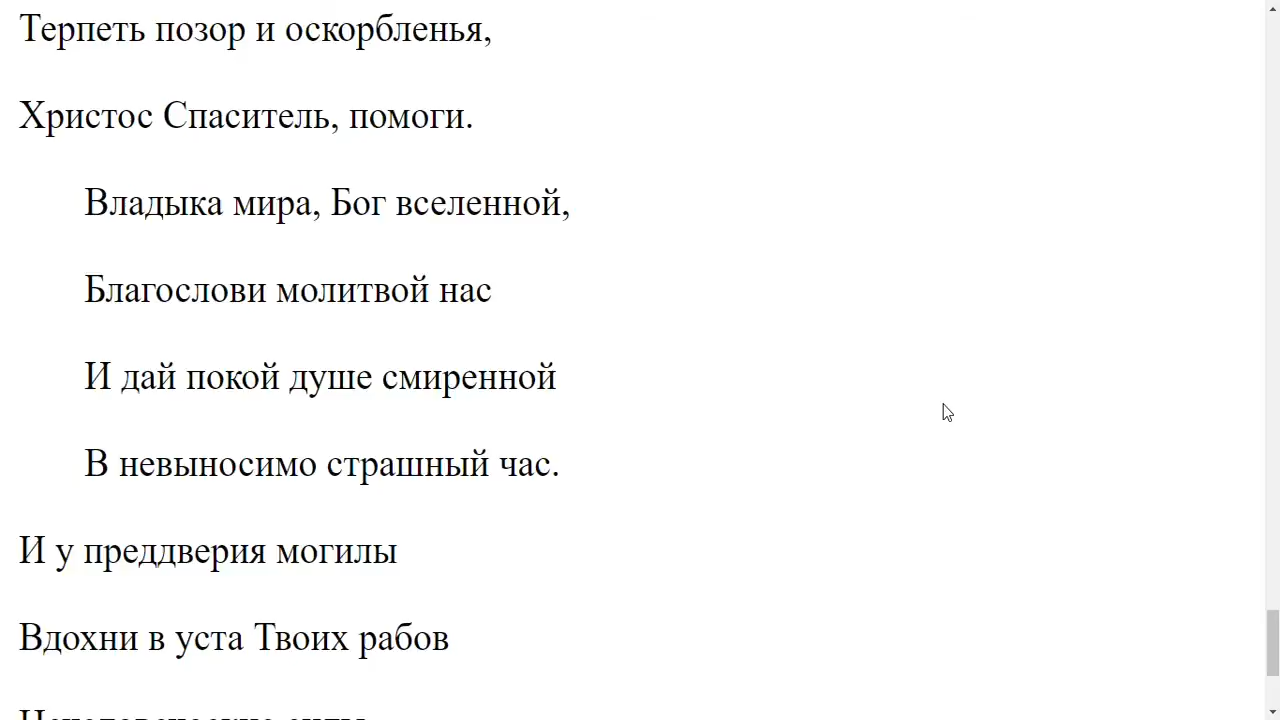 Терпеть позор и оскорбленья,
Христос Спаситель, помоги.
Владыка мира, Бог вселенной,
Благослови молитвой нас
И дай покой душе смиренной
В невыносимо страшный час.
И у преддверия могилы
Вдохни в уста Твоих рабов